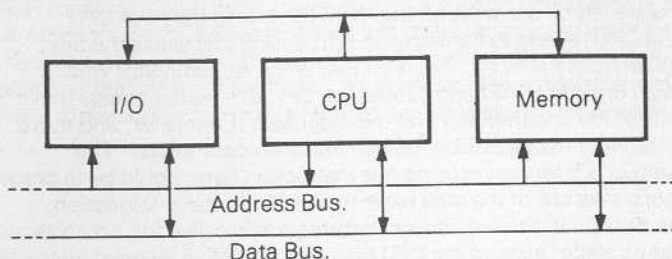 I/O
CPU
Memory
Address Bus.
Data Bus.